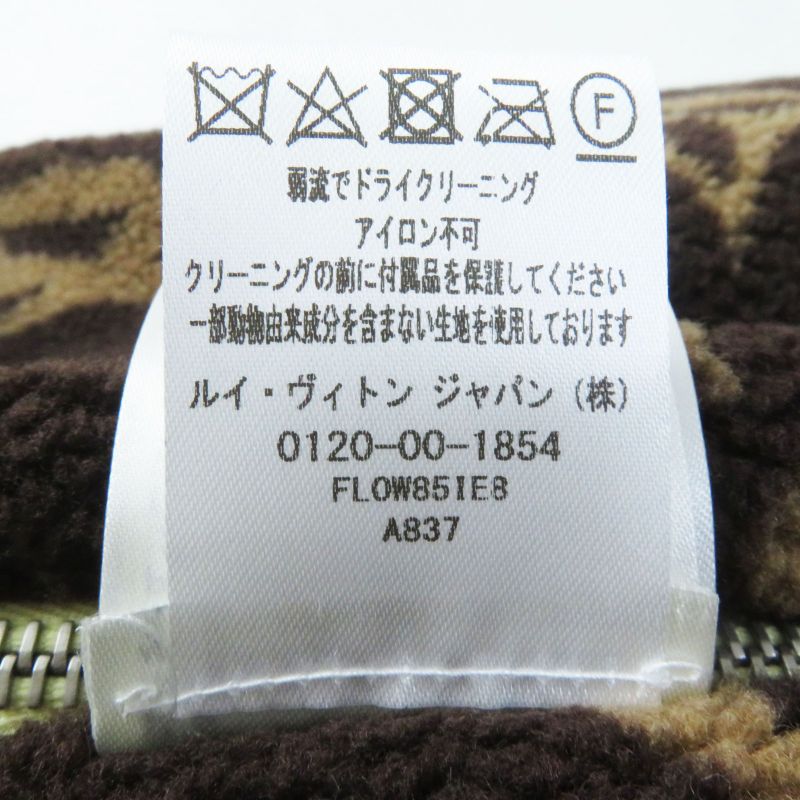 F
弱流でドライクリーニング
アイロン不可
クリーニングの前に付属品を保護してください
一部動物由来成分を含まない生地を使用しております
ルイ・ヴィトン ジャパン (株)
0120-00-1854
FLOW85IE8
A837